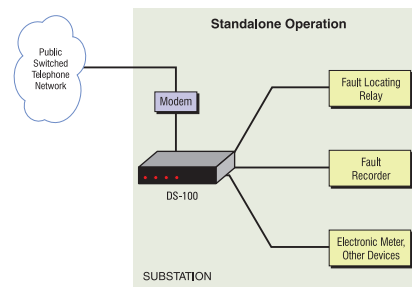 Standalone Operation
Public
Switched
Telephone
Network
Modem
Fault Locating
Relay
DS-100
Fault
Recorder
Electronic Meter,
Other Devices
SUBSTATION